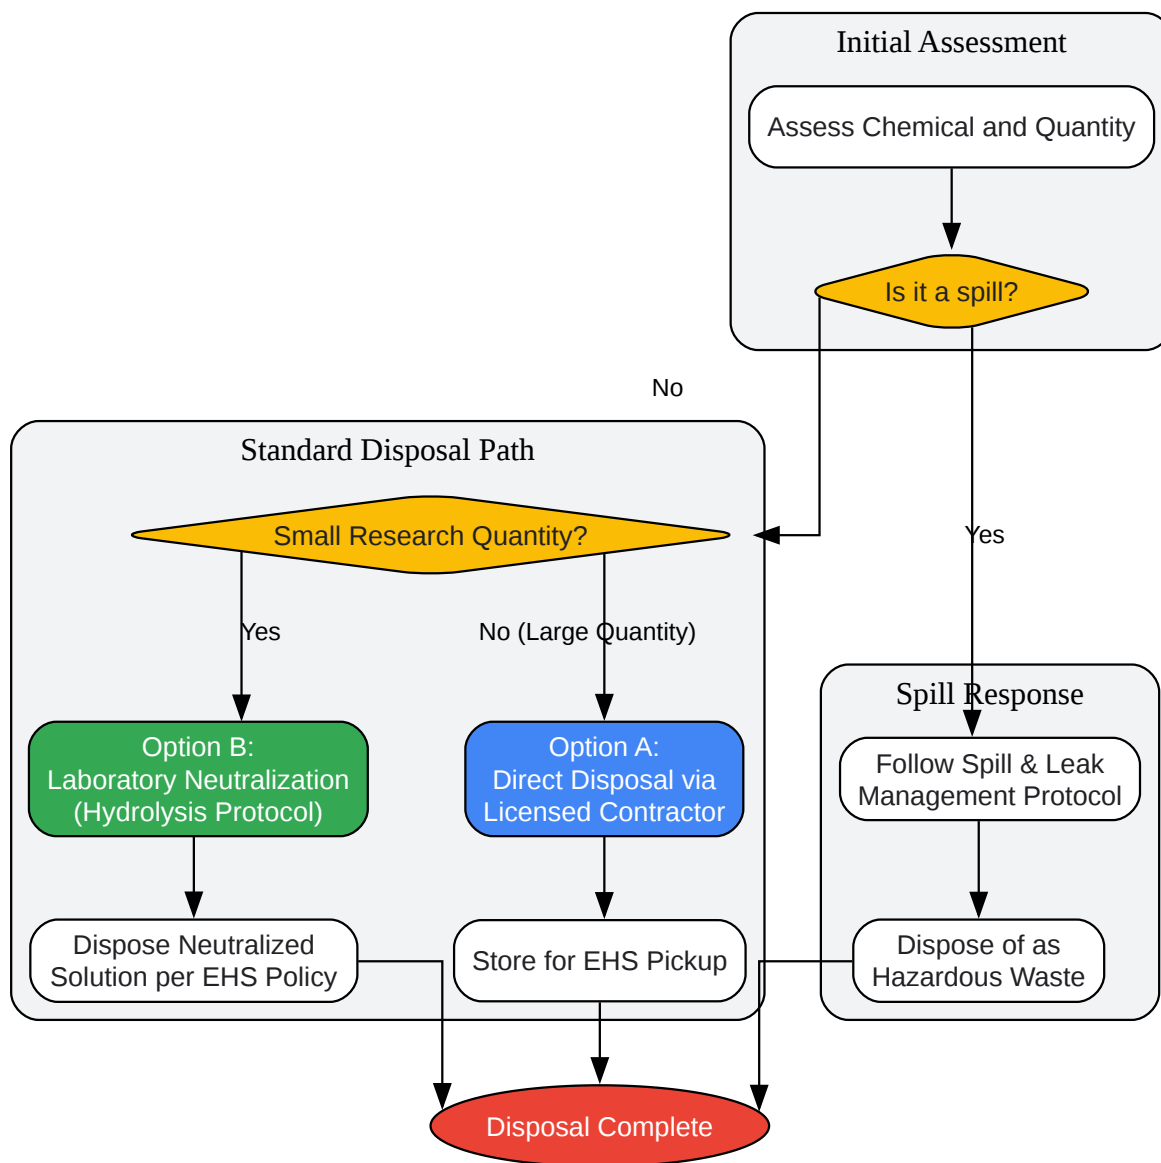 Initial Assessment
Assess Chemical and Quantity
Is it a spill?
No
Yes
Standard Disposal Path
Small Research Quantity?
Yes
No (Large Quantity)
Option B:
Laboratory Neutralization
(Hydrolysis Protocol)
Option A:
Direct Disposal via
Licensed Contractor
Dispose Neutralized
Solution per EHS Policy
Store for EHS Pickup
Spill Response
Follow Spill & Leak
Management Protocol
Dispose of as
Hazardous Waste
Disposal Complete